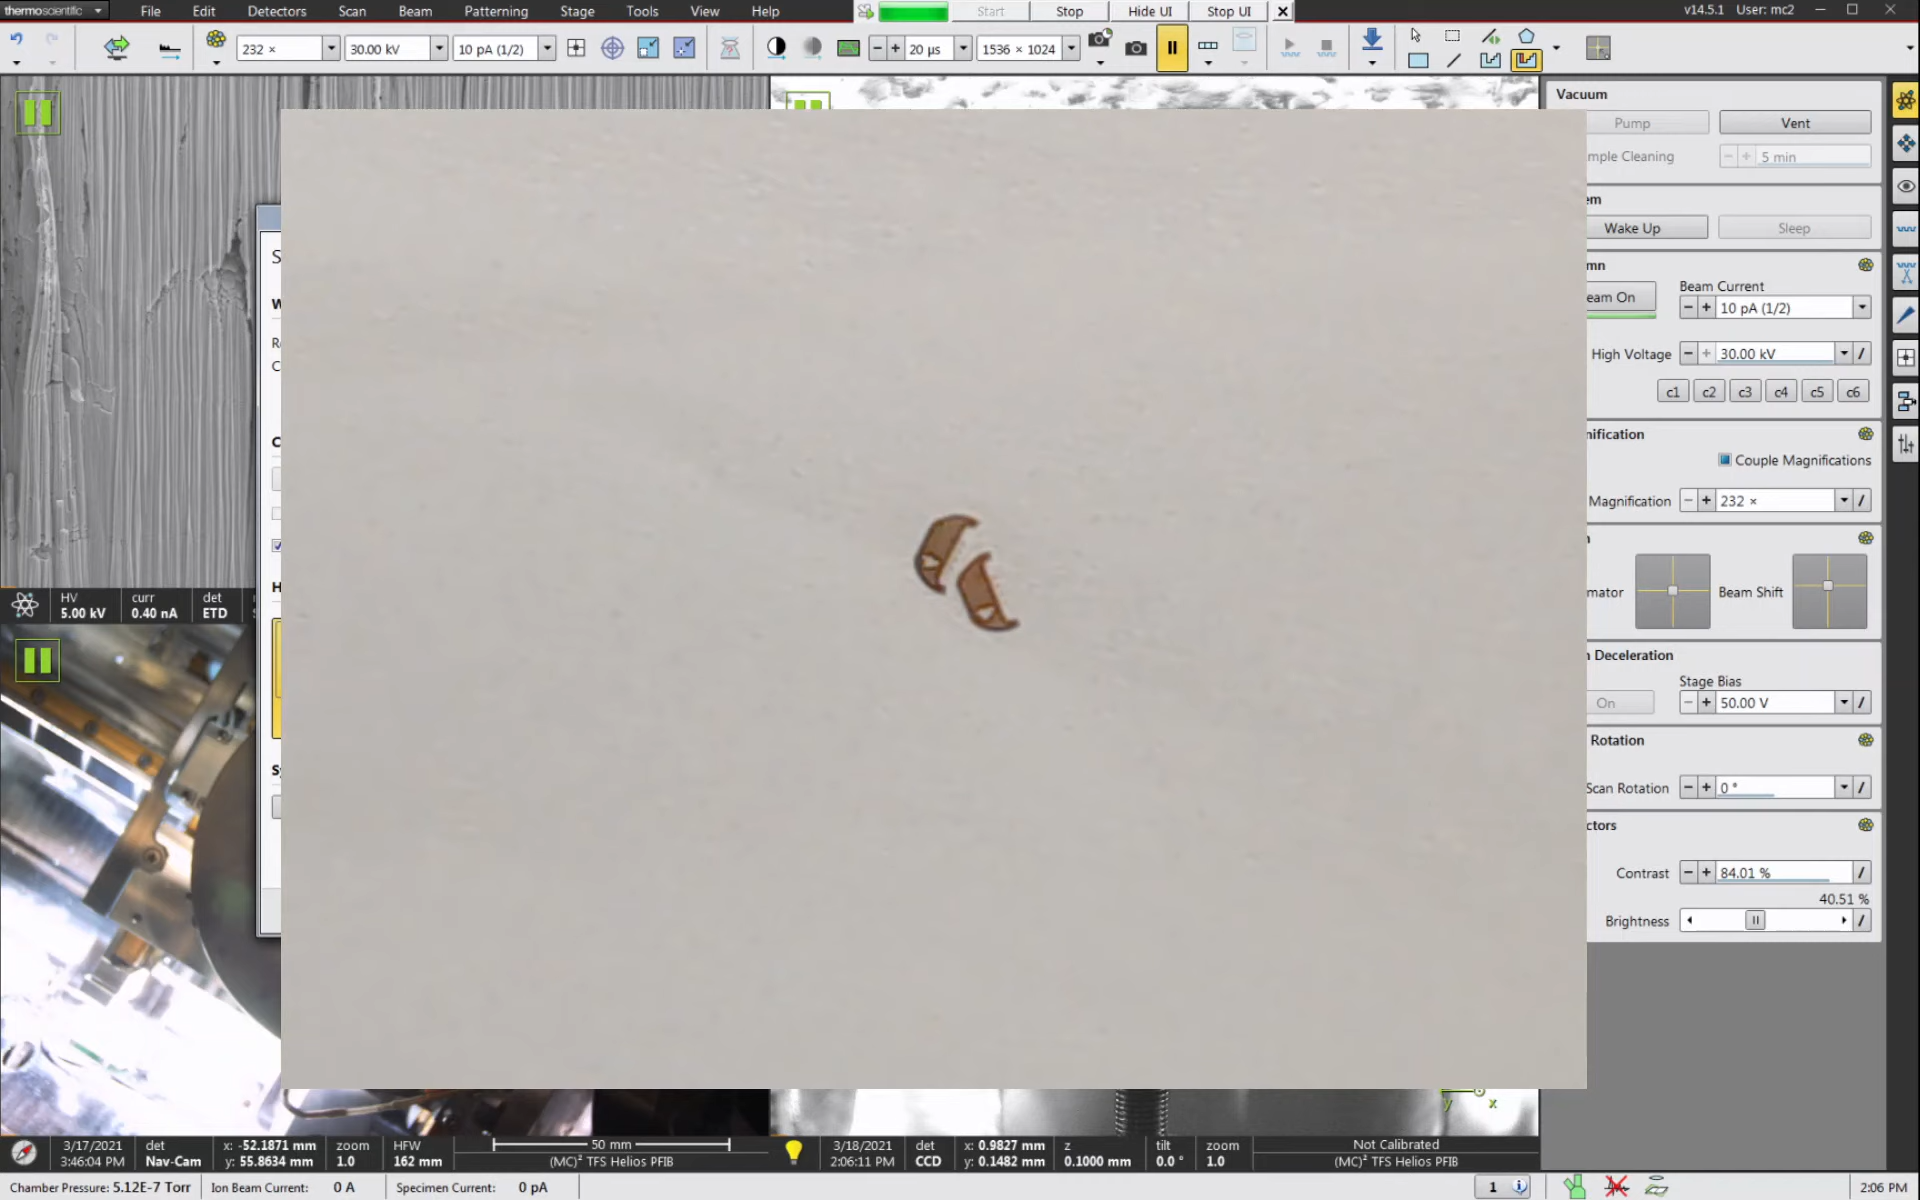 thermoscientific
File Edit Detectors Scan Beam Patterning Stage Tools View Help
Start Stop Hide UI Stop UI
v14.5.1 User: mc2
232 × 30.00 kV 10 pA (1/2) 20 µs 1536 × 1024
Vacuum
Pump Vent
mple Cleaning 5 min
em
Wake Up Sleep
mn
eam On
Beam Current
10 pA (1/2)
High Voltage 30.00 kV
c1 c2 c3 c4 c5 c6
nification
Couple Magnifications
Magnification 232 ×
mator Beam Shift
n Deceleration
Stage Bias
On 50.00 V
Rotation
Scan Rotation 0 °
ctors
Contrast 84.01 %
40.51 %
Brightness
HV curr det
5.00 kV 0.40 nA ETD
3/17/2021 det x: -52.1871 mm zoom HFW 50 mm
3:46:04 PM Nav-Cam y: 55.8634 mm 1.0 162 mm (MC)² TFS Helios PFIB
y x
3/18/2021 det x: 0.9827 mm z tilt zoom Not Calibrated
2:06:11 PM CCD y: 0.1482 mm 0.1000 mm 0.0 ° 1.0 (MC)² TFS Helios PFIB
Chamber Pressure: 5.12E-7 Torr Ion Beam Current: 0 A Specimen Current: 0 pA
1
2:06 PM